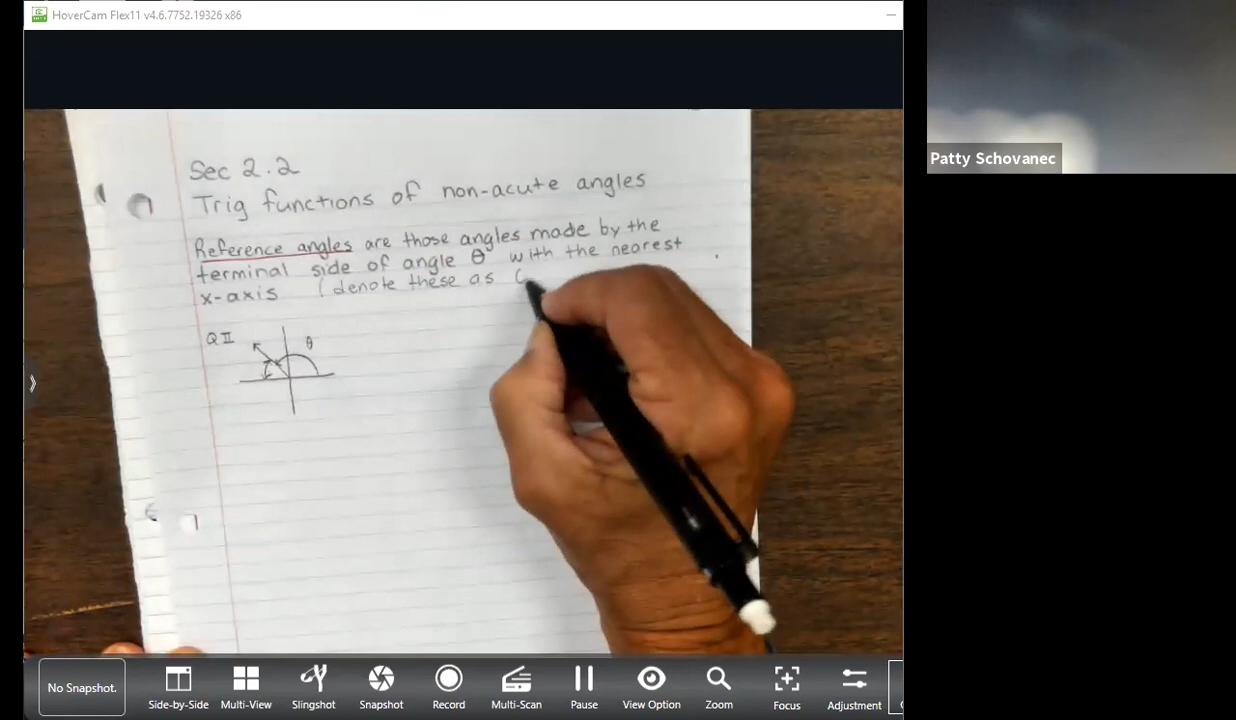 HoverCam Flex11 v4.6.7752.19326 x86
Patty Schovanec
Sec 2.2
Trig functions of non-acute angles
Reference angles are those angles made by the
terminal side of angle θ with the nearest
x-axis (denote these as
QII
θ
No Snapshot.
Side-by-Side
Multi-View
Slingshot
Snapshot
Record
Multi-Scan
Pause
View Option
Zoom
Focus
Adjustment